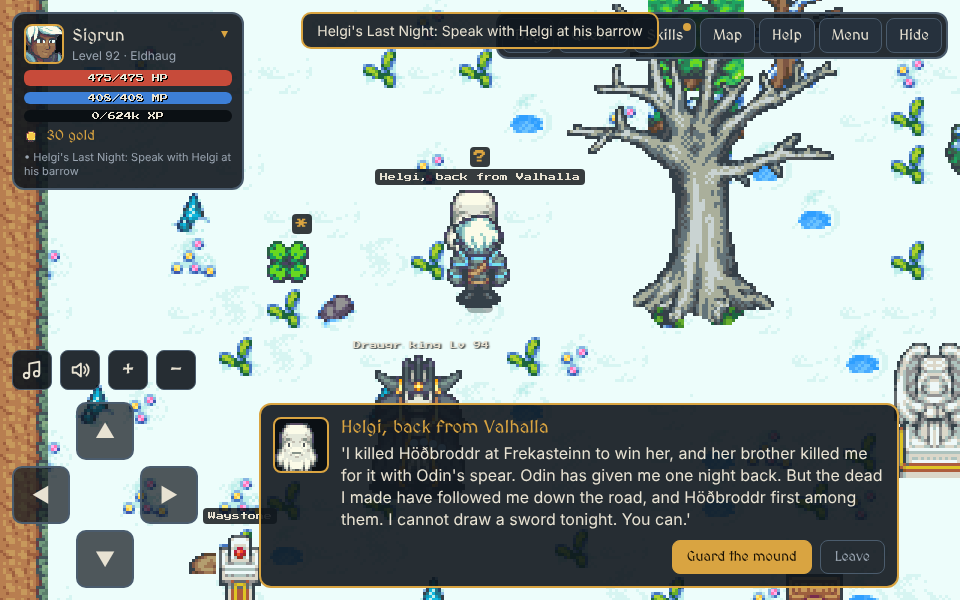 Sigrun
Level 92 · Eldhaug
475/475 HP
408/408 MP
0/624k XP
30 gold
• Helgi's Last Night: Speak with Helgi at
his barrow
Helgi's Last Night: Speak with Helgi at his barrow
kills
Map
Help
Menu
Hide
?
Helgi, back from Valhalla
*
Draugr king Lv 94
+
−
Waystone
Helgi, back from Valhalla
'I killed Höðbroddr at Frekasteinn to win her, and her brother killed me
for it with Odin's spear. Odin has given me one night back. But the dead
I made have followed me down the road, and Höðbroddr first among
them. I cannot draw a sword tonight. You can.'
Guard the mound
Leave